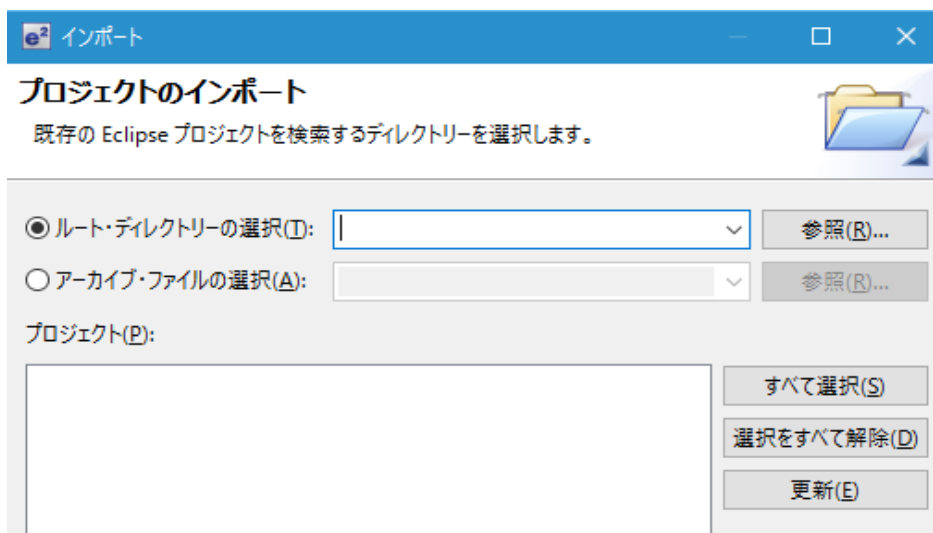 e² インポート
プロジェクトのインポート
既存の Eclipse プロジェクトを検索するディレクトリーを選択します。
ルート・ディレクトリーの選択(T): 参照(R)...
アーカイブ・ファイルの選択(A): 参照(R)...
プロジェクト(P):
すべて選択(S)
選択をすべて解除(D)
更新(E)